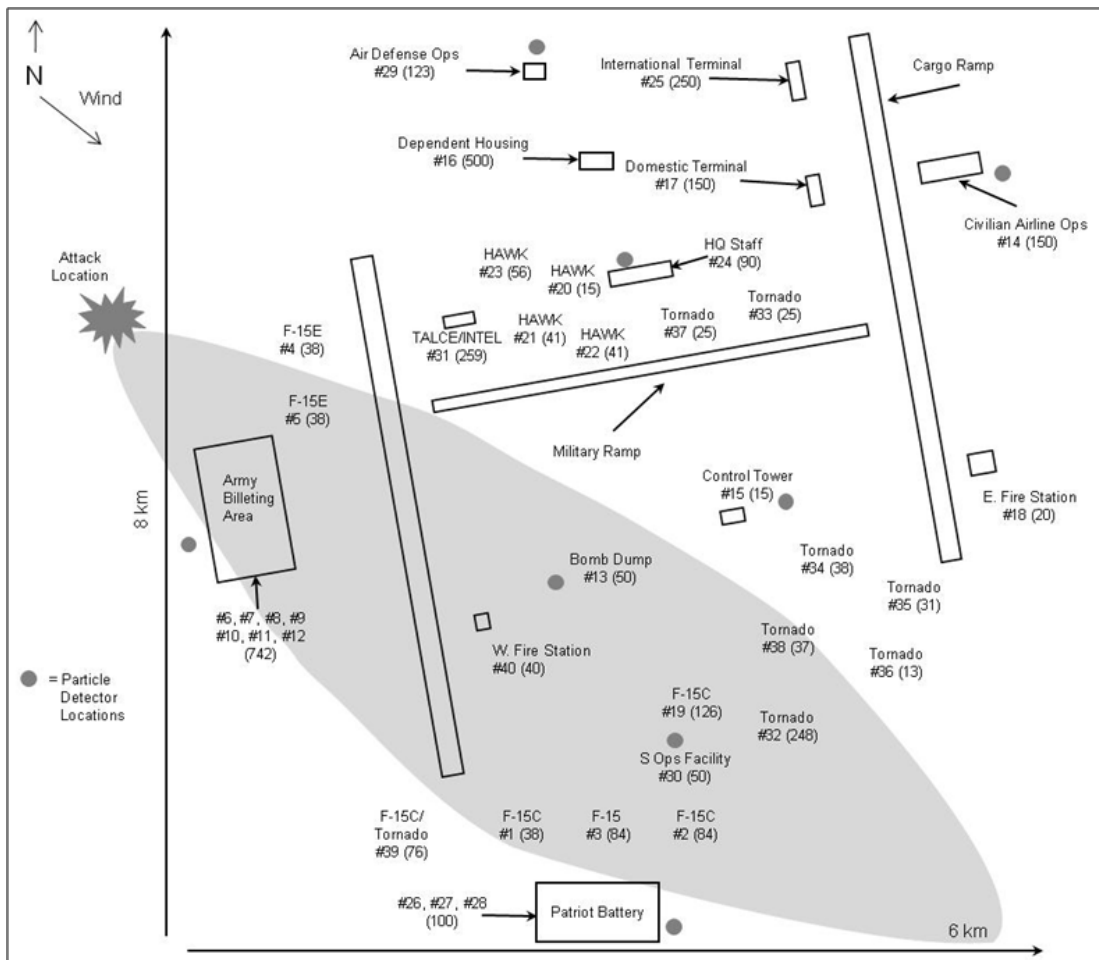 N
Wind
Air Defense Ops
#29 (123)
International Terminal
#25 (250)
Cargo Ramp
Dependent Housing
#16 (500)
Domestic Terminal
#17 (150)
Civilian Airline Ops
#14 (150)
Attack
Location
HAWK
#23 (56)
HAWK
#20 (15)
HQ Staff
#24 (90)
F-15E
#4 (38)
TALCE/INTEL
#31 (259)
HAWK
#21 (41)
HAWK
#22 (41)
Tornado
#37 (25)
Tornado
#33 (25)
F-15E
#5 (38)
Military Ramp
Army
Billeting
Area
8 km
Control Tower
#15 (15)
E. Fire Station
#18 (20)
Bomb Dump
#13 (50)
Tornado
#34 (38)
Tornado
#35 (31)
#6, #7, #8, #9
#10, #11, #12
(742)
W. Fire Station
#40 (40)
Tornado
#38 (37)
Tornado
#36 (13)
= Particle
Detector
Locations
F-15C
#19 (126)
Tornado
#32 (248)
S Ops Facility
#30 (50)
F-15C/
Tornado
#39 (76)
F-15C
#1 (38)
F-15
#3 (84)
F-15C
#2 (84)
#26, #27, #28
(100)
Patriot Battery
6 km